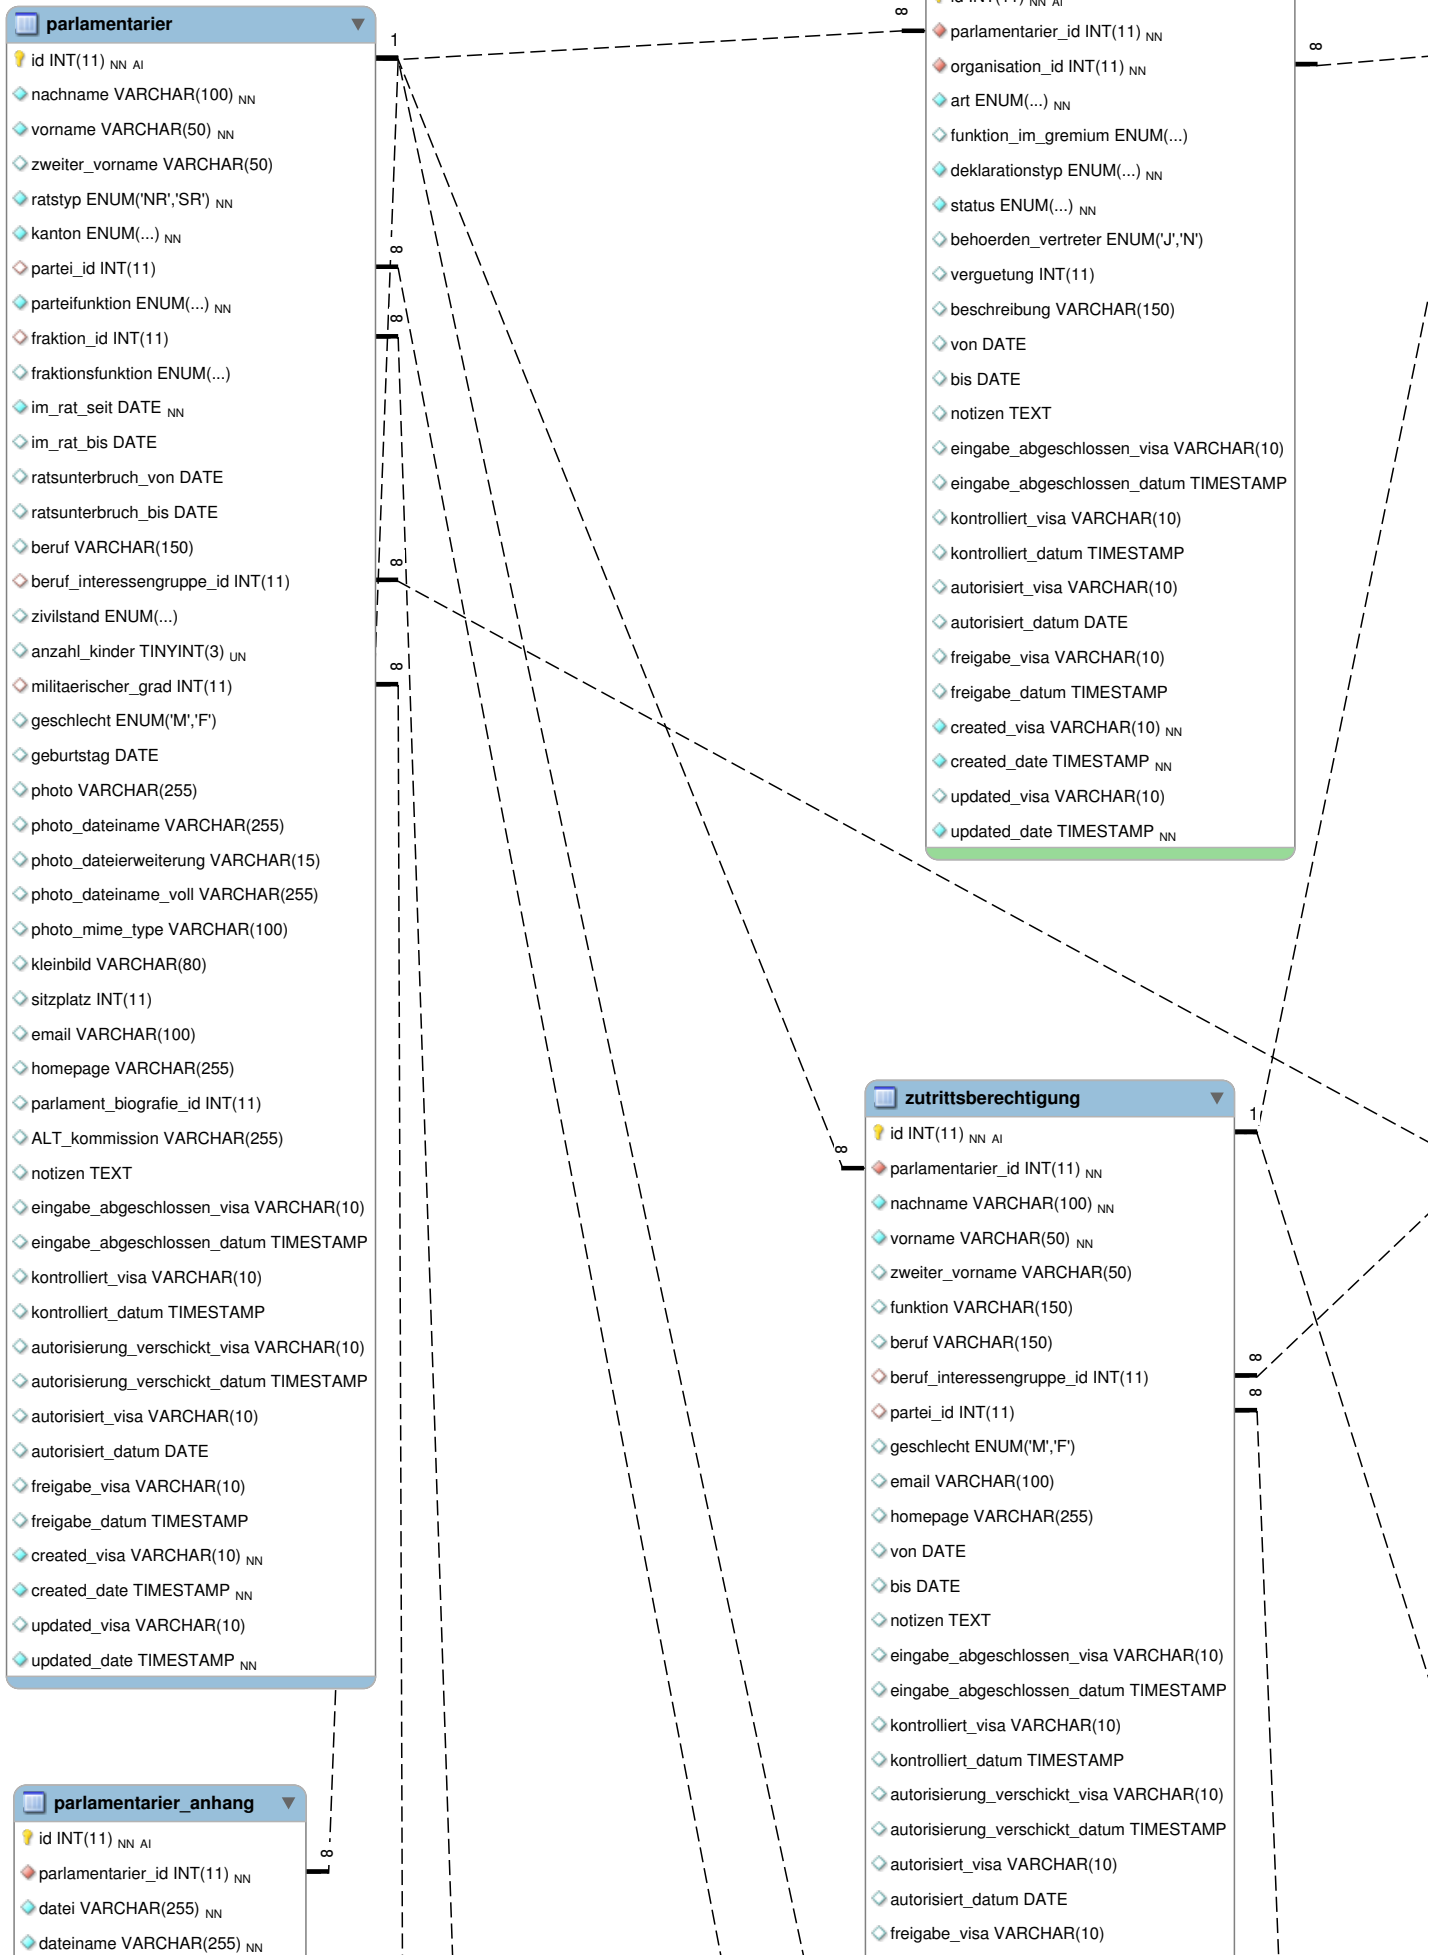 parlamentarier
id INT(11) NN AI
nachname VARCHAR(100) NN
vorname VARCHAR(50) NN
zweiter_vorname VARCHAR(50)
ratstyp ENUM('NR','SR') NN
kanton ENUM(...) NN
partei_id INT(11)
parteifunktion ENUM(...) NN
fraktion_id INT(11)
fraktionsfunktion ENUM(...)
im_rat_seit DATE NN
im_rat_bis DATE
ratsunterbruch_von DATE
ratsunterbruch_bis DATE
beruf VARCHAR(150)
beruf_interessengruppe_id INT(11)
zivilstand ENUM(...)
anzahl_kinder TINYINT(3) UN
militaerischer_grad INT(11)
geschlecht ENUM('M','F')
geburtstag DATE
photo VARCHAR(255)
photo_dateiname VARCHAR(255)
photo_dateierweiterung VARCHAR(15)
photo_dateiname_voll VARCHAR(255)
photo_mime_type VARCHAR(100)
kleinbild VARCHAR(80)
sitzplatz INT(11)
email VARCHAR(100)
homepage VARCHAR(255)
parlament_biografie_id INT(11)
ALT_kommission VARCHAR(255)
notizen TEXT
eingabe_abgeschlossen_visa VARCHAR(10)
eingabe_abgeschlossen_datum TIMESTAMP
kontrolliert_visa VARCHAR(10)
kontrolliert_datum TIMESTAMP
autorisierung_verschickt_visa VARCHAR(10)
autorisierung_verschickt_datum TIMESTAMP
autorisiert_visa VARCHAR(10)
autorisiert_datum DATE
freigabe_visa VARCHAR(10)
freigabe_datum TIMESTAMP
created_visa VARCHAR(10) NN
created_date TIMESTAMP NN
updated_visa VARCHAR(10)
updated_date TIMESTAMP NN
1
∞
∞
∞
∞
parlamentarier_anhang
id INT(11) NN AI
parlamentarier_id INT(11) NN
datei VARCHAR(255) NN
dateiname VARCHAR(255) NN
∞
∞
∞
id INT(11) NN AI
parlamentarier_id INT(11) NN
organisation_id INT(11) NN
art ENUM(...) NN
funktion_im_gremium ENUM(...)
deklarationstyp ENUM(...) NN
status ENUM(...) NN
behoerden_vertreter ENUM('J','N')
verguetung INT(11)
beschreibung VARCHAR(150)
von DATE
bis DATE
notizen TEXT
eingabe_abgeschlossen_visa VARCHAR(10)
eingabe_abgeschlossen_datum TIMESTAMP
kontrolliert_visa VARCHAR(10)
kontrolliert_datum TIMESTAMP
autorisiert_visa VARCHAR(10)
autorisiert_datum DATE
freigabe_visa VARCHAR(10)
freigabe_datum TIMESTAMP
created_visa VARCHAR(10) NN
created_date TIMESTAMP NN
updated_visa VARCHAR(10)
updated_date TIMESTAMP NN
zutrittsberechtigung
id INT(11) NN AI
parlamentarier_id INT(11) NN
nachname VARCHAR(100) NN
vorname VARCHAR(50) NN
zweiter_vorname VARCHAR(50)
funktion VARCHAR(150)
beruf VARCHAR(150)
beruf_interessengruppe_id INT(11)
partei_id INT(11)
geschlecht ENUM('M','F')
email VARCHAR(100)
homepage VARCHAR(255)
von DATE
bis DATE
notizen TEXT
eingabe_abgeschlossen_visa VARCHAR(10)
eingabe_abgeschlossen_datum TIMESTAMP
kontrolliert_visa VARCHAR(10)
kontrolliert_datum TIMESTAMP
autorisierung_verschickt_visa VARCHAR(10)
autorisierung_verschickt_datum TIMESTAMP
autorisiert_visa VARCHAR(10)
autorisiert_datum DATE
freigabe_visa VARCHAR(10)
∞
1
∞
∞